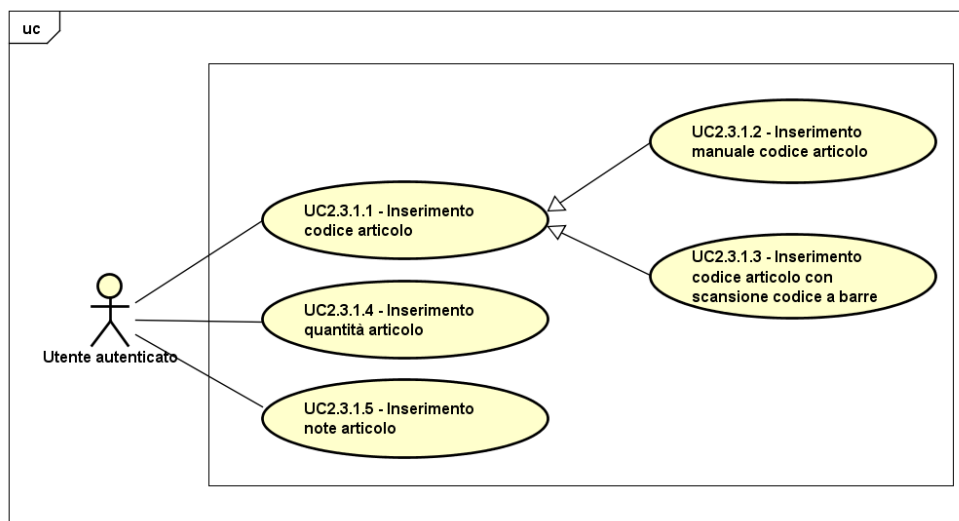 uc
UC2.3.1.2 - Inserimento
manuale codice articolo
UC2.3.1.1 - Inserimento
codice articolo
UC2.3.1.3 - Inserimento
codice articolo con
scansione codice a barre
UC2.3.1.4 - Inserimento
quantità articolo
Utente autenticato
UC2.3.1.5 - Inserimento
note articolo